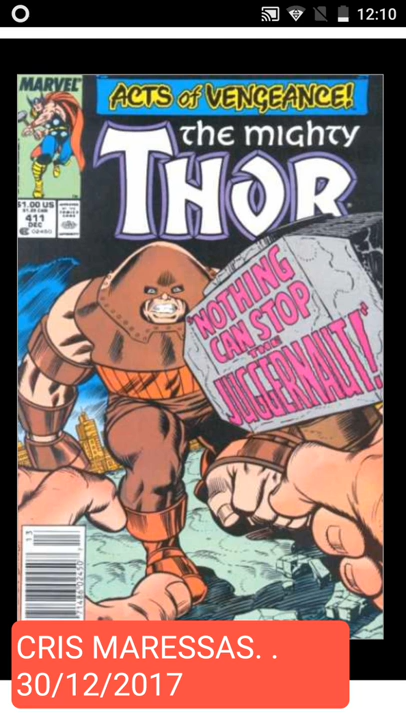 12:10
MARVEL
ACTS of VENGEANCE!
THE MIGHTY
THOR
$1.00 US
411
DEC
"NOTHING
CAN STOP
THE
JUGGERNAUT!"
CRIS MARESSAS. .
30/12/2017